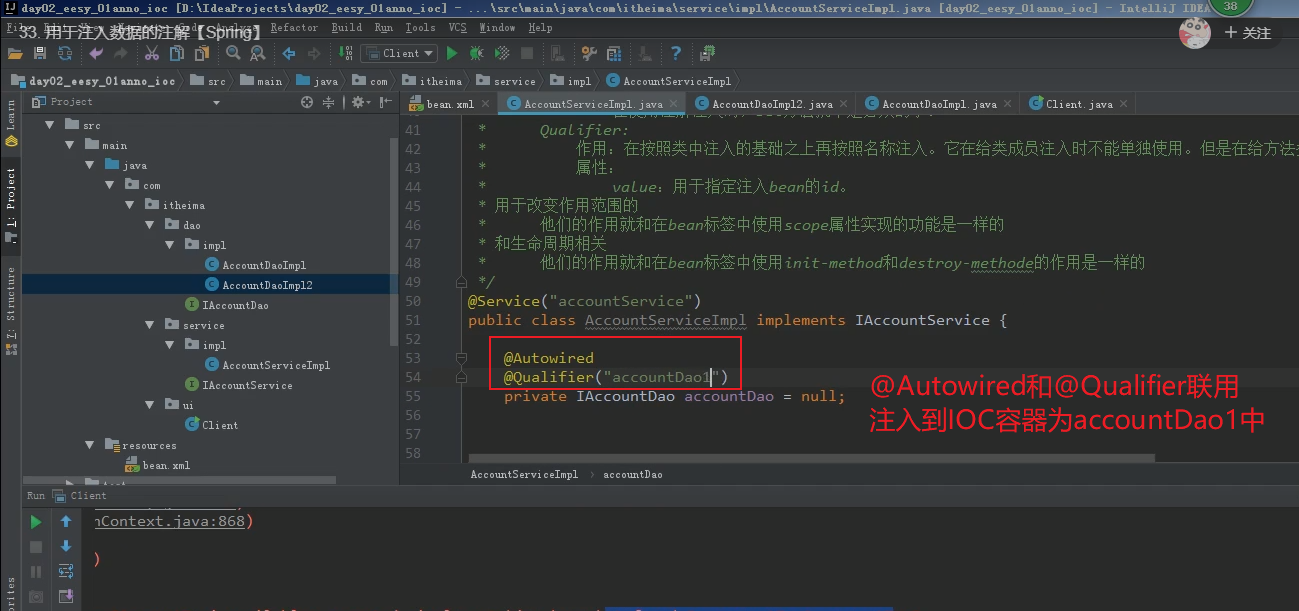 day02_eesy_01anno_ioc [D:\IdeaProjects\day02_eesy_01anno_ioc] - ...\src\main\java\com\itheima\service\impl\AccountServiceImpl.java [day02_eesy_01anno_ioc] - IntelliJ IDEA
38
Refactor Build Run Tools VCS Window Help
33. 用于注入数据的注解【Spring】
+ 关注
Client
day02_eesy_01anno_ioc src main java com itheima service impl AccountServiceImpl
Learn
1: Project
7: Structure
Project
bean.xml AccountServiceImpl.java AccountDaoImpl2.java AccountDaoImpl.java Client.java
src
main
java
com
itheima
dao
impl
AccountDaoImpl
AccountDaoImpl2
IAccountDao
service
impl
AccountServiceImpl
IAccountService
ui
Client
resources
bean.xml
41 * Qualifier:
42 * 作用：在按照类中注入的基础之上再按照名称注入。它在给类成员注入时不能单独使用。但是在给方法
43 * 属性：
44 * value：用于指定注入bean的id。
45 * 用于改变作用范围的
46 * 他们的作用就和在bean标签中使用scope属性实现的功能是一样的
47 * 和生命周期相关
48 * 他们的作用就和在bean标签中使用init-method和destroy-methode的作用是一样的
49 */
50 @Service("accountService")
51 public class AccountServiceImpl implements IAccountService {
52
53 @Autowired
54 @Qualifier("accountDao1")
55 private IAccountDao accountDao = null;
56
57
58
@Autowired和@Qualifier联用
注入到IOC容器为accountDao1中
AccountServiceImpl > accountDao
Run Client
nContext.java:868)
)